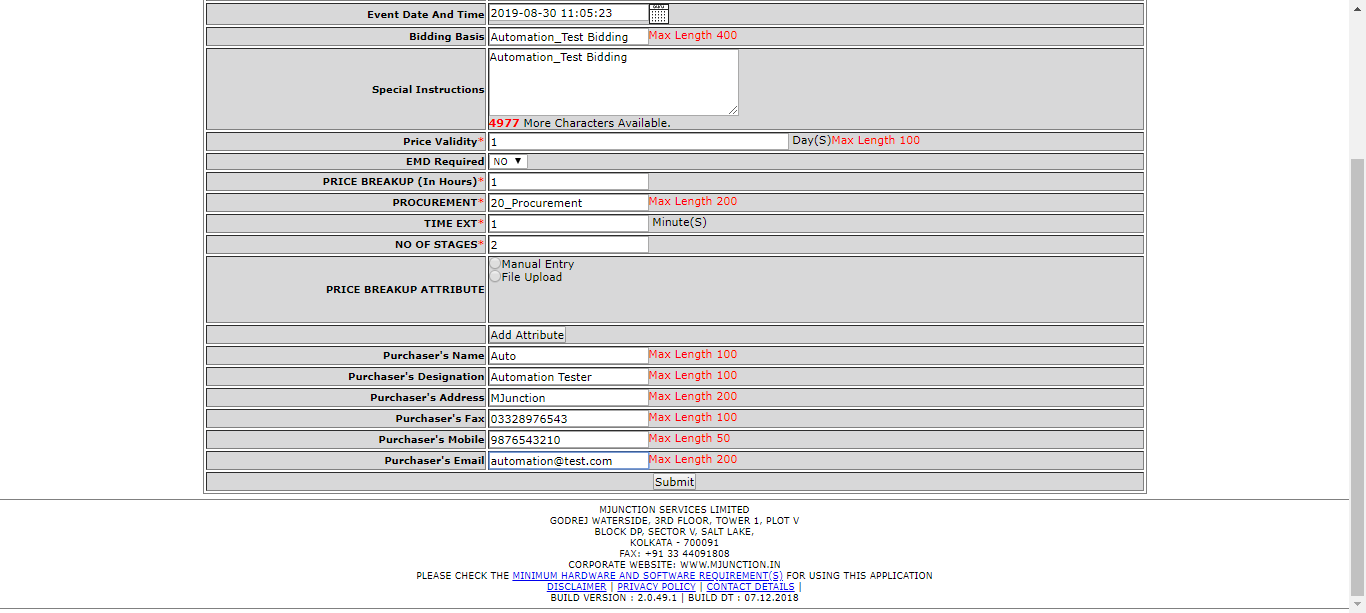 Event Date And Time 2019-08-30 11:05:23
Bidding Basis Automation_Test Bidding Max Length 400
Automation_Test Bidding
Special Instructions
4977 More Characters Available.
Price Validity* 1 Day(S)Max Length 100
EMD Required NO
PRICE BREAKUP (In Hours)* 1
PROCUREMENT* 20_Procurement Max Length 200
TIME EXT* 1 Minute(S)
NO OF STAGES* 2
Manual Entry
File Upload
PRICE BREAKUP ATTRIBUTE
Add Attribute
Purchaser's Name Auto Max Length 100
Purchaser's Designation Automation Tester Max Length 100
Purchaser's Address MJunction Max Length 200
Purchaser's Fax 03328976543 Max Length 100
Purchaser's Mobile 9876543210 Max Length 50
Purchaser's Email automation@test.com Max Length 200
Submit
MJUNCTION SERVICES LIMITED
GODREJ WATERSIDE, 3RD FLOOR, TOWER 1, PLOT V
BLOCK DP, SECTOR V, SALT LAKE,
KOLKATA - 700091
FAX: +91 33 44091808
CORPORATE WEBSITE: WWW.MJUNCTION.IN
PLEASE CHECK THE MINIMUM HARDWARE AND SOFTWARE REQUIREMENT(S) FOR USING THIS APPLICATION
DISCLAIMER | PRIVACY POLICY | CONTACT DETAILS |
BUILD VERSION : 2.0.49.1 | BUILD DT : 07.12.2018